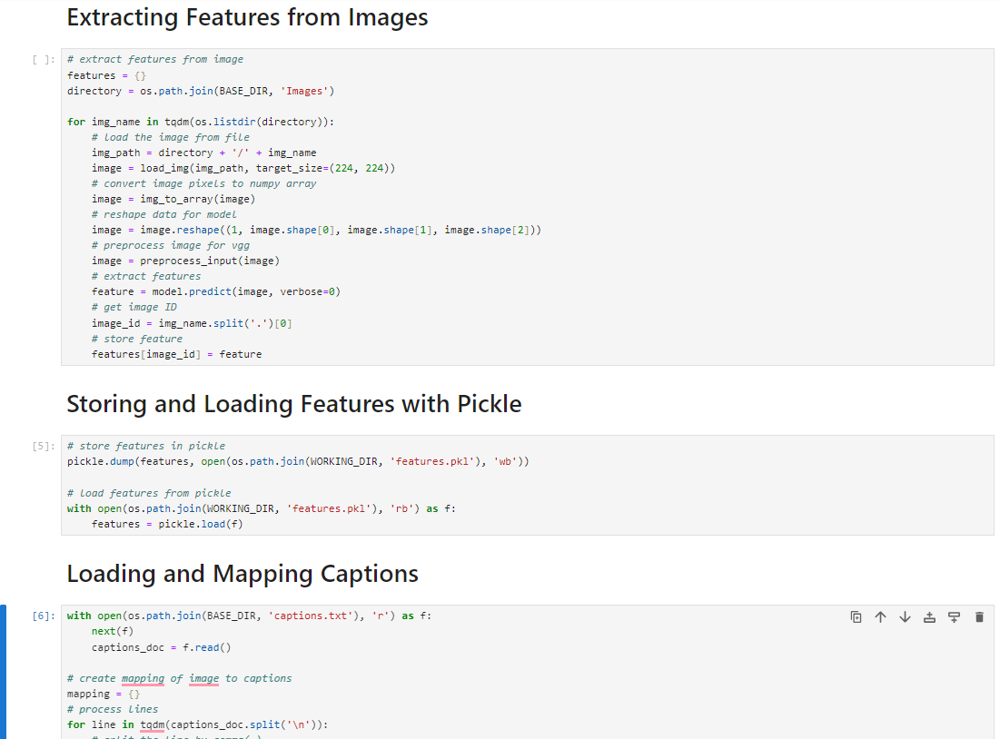 Extracting Features from Images
[ ]:
# extract features from image
features = {}
directory = os.path.join(BASE_DIR, 'Images')

for img_name in tqdm(os.listdir(directory)):
    # load the image from file
    img_path = directory + '/' + img_name
    image = load_img(img_path, target_size=(224, 224))
    # convert image pixels to numpy array
    image = img_to_array(image)
    # reshape data for model
    image = image.reshape((1, image.shape[0], image.shape[1], image.shape[2]))
    # preprocess image for vgg
    image = preprocess_input(image)
    # extract features
    feature = model.predict(image, verbose=0)
    # get image ID
    image_id = img_name.split('.')[0]
    # store feature
    features[image_id] = feature
Storing and Loading Features with Pickle
[5]:
# store features in pickle
pickle.dump(features, open(os.path.join(WORKING_DIR, 'features.pkl'), 'wb'))

# load features from pickle
with open(os.path.join(WORKING_DIR, 'features.pkl'), 'rb') as f:
    features = pickle.load(f)
Loading and Mapping Captions
[6]:
with open(os.path.join(BASE_DIR, 'captions.txt'), 'r') as f:
    next(f)
    captions_doc = f.read()

# create mapping of image to captions
mapping = {}
# process lines
for line in tqdm(captions_doc.split('\n')):